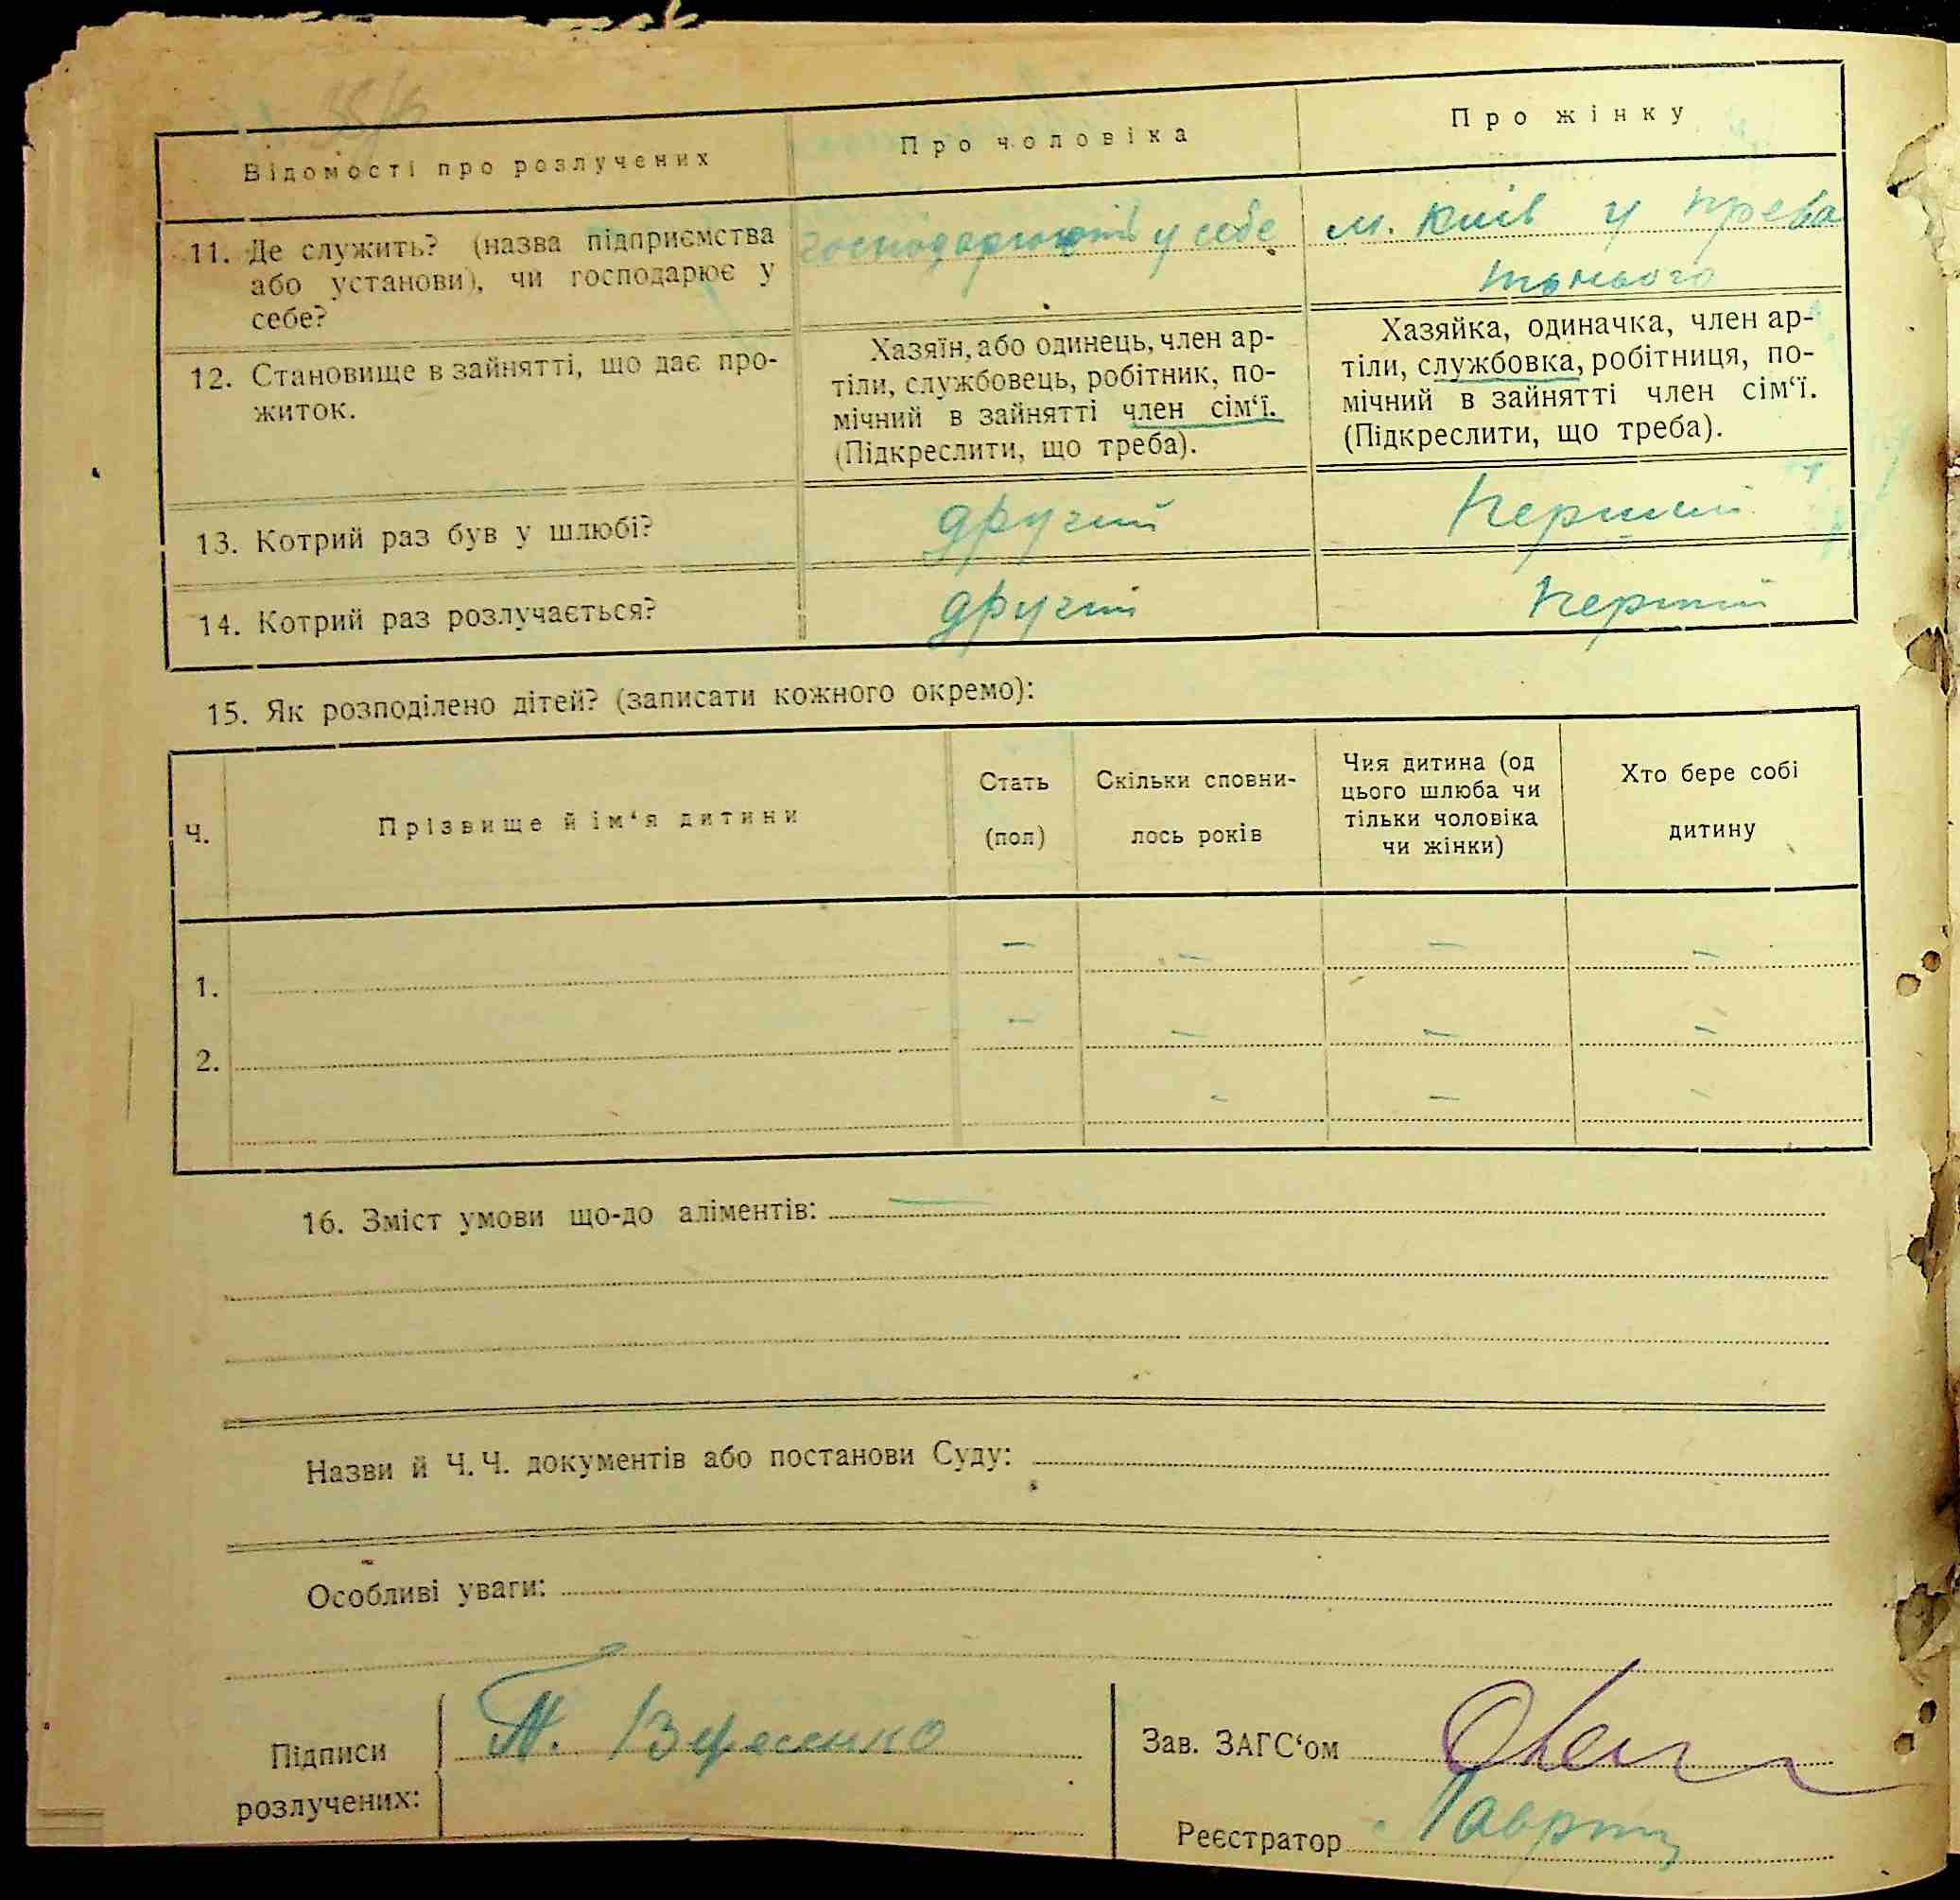 Відомості про розлучених
Про чоловіка
Про жінку
11. Де служить? (назва підприємства
або установи), чи господарює у
себе?
у себе
м. Київ у
12. Становище в зайнятті, що дає про-
житок.
Хазяїн, або одинець, член ар-
тіли, службовець, робітник, по-
мічний в зайнятті член сім‘ї.
(Підкреслити, що треба).
Хазяйка, одиначка, член ар-
тіли, службовка, робітниця, по-
мічний в зайнятті член сім‘ї.
(Підкреслити, що треба).
13. Котрий раз був у шлюбі?
другий
перший
14. Котрий раз розлучається?
другий
перший
15. Як розподілено дітей? (записати кожного окремо):
Ч.
Прізвище й ім‘я дитини
Стать
(пол)
Скільки сповни-
лось років
Чия дитина (од
цього шлюба чи
тільки чоловіка
чи жінки)
Хто бере собі
дитину
1.
2.
16. Зміст умови що-до аліментів:
Назви й Ч. Ч. документів або постанови Суду:
Особливі уваги:
Підписи
розлучених:
Зав. ЗАГС‘ом
Реєстратор